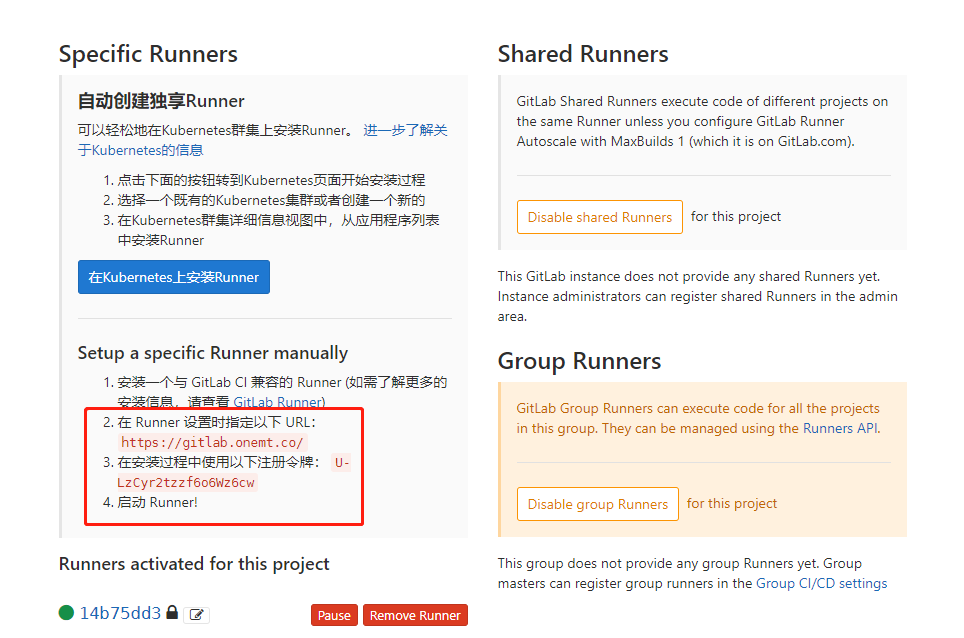 Specific Runners
自动创建独享Runner
可以轻松地在Kubernetes群集上安装Runner。 进一步了解关
于Kubernetes的信息
1. 点击下面的按钮转到Kubernetes页面开始安装过程
2. 选择一个既有的Kubernetes集群或者创建一个新的
3. 在Kubernetes群集详细信息视图中，从应用程序列表
中安装Runner
在Kubernetes上安装Runner
Setup a specific Runner manually
1. 安装一个与 GitLab CI 兼容的 Runner (如需了解更多的
安装信息，请查看 GitLab Runner)
2. 在 Runner 设置时指定以下 URL：
https://gitlab.onemt.co/
3. 在安装过程中使用以下注册令牌： U-
LzCyr2tzzf6o6Wz6cw
4. 启动 Runner!
Runners activated for this project
14b75dd3
Pause
Remove Runner
Shared Runners
GitLab Shared Runners execute code of different projects on
the same Runner unless you configure GitLab Runner
Autoscale with MaxBuilds 1 (which it is on GitLab.com).
Disable shared Runners for this project
This GitLab instance does not provide any shared Runners yet.
Instance administrators can register shared Runners in the admin
area.
Group Runners
GitLab Group Runners can execute code for all the projects
in this group. They can be managed using the Runners API.
Disable group Runners for this project
This group does not provide any group Runners yet. Group
masters can register group runners in the Group CI/CD settings